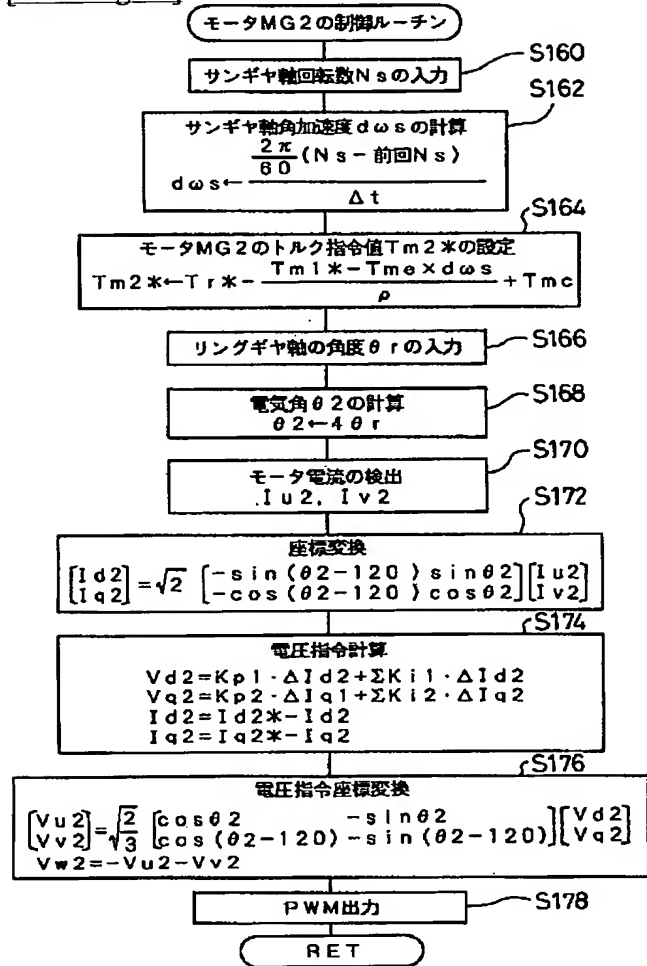 モータMG2の制御ルーチン
S160
サンギヤ軸回転数Nsの入力
S162
サンギヤ軸角加速度dωsの計算
dωs←\frac{\frac{2π}{60}(Ns-前回Ns)}{Δt}
S164
モータMG2のトルク指令値Tm2*の設定
Tm2*←Tr*-\frac{Tm1*-Tme×dωs}{ρ}+Tmc
S166
リングギヤ軸の角度θrの入力
S168
電気角θ2の計算
θ2←4θr
S170
モータ電流の検出
Iu2, Iv2
S172
座標変換
[Id2]=√2 [-sin(θ2-120) sinθ2][Iu2]
[Iq2] [-cos(θ2-120) cosθ2][Iv2]
S174
電圧指令計算
Vd2=Kp1·ΔId2+ΣKi1·ΔId2
Vq2=Kp2·ΔIq1+ΣKi2·ΔIq2
Id2=Id2*-Id2
Iq2=Iq2*-Iq2
S176
電圧指令座標変換
[Vu2]=√\frac{2}{3} [cosθ2 -sinθ2][Vd2]
[Vv2] [cos(θ2-120) -sin(θ2-120)][Vq2]
Vw2=-Vu2-Vv2
S178
PWM出力
RET